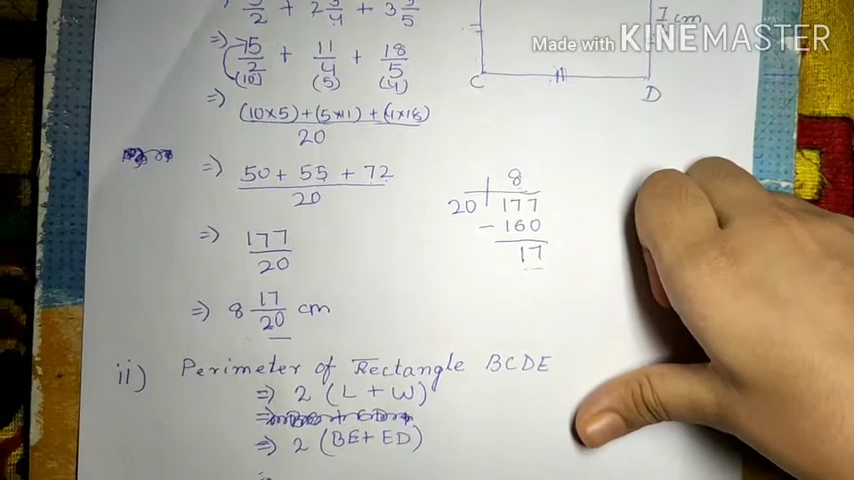 => 5/2 + 2 3/4 + 3 3/5
=> 5/2 + 11/4 + 18/5
(10) (5) (4)
=> (10×5)+(5×11)+(4×18)/20
=> 50 + 55 + 72/20
=> 177/20
=> 8 17/20 cm
8
20 | 177
- 160
17
cm
C
D
Made with KINEMASTER
ii) Perimeter of Rectangle BCDE
=> 2 (L + W)
=> 2 (BE + ED)